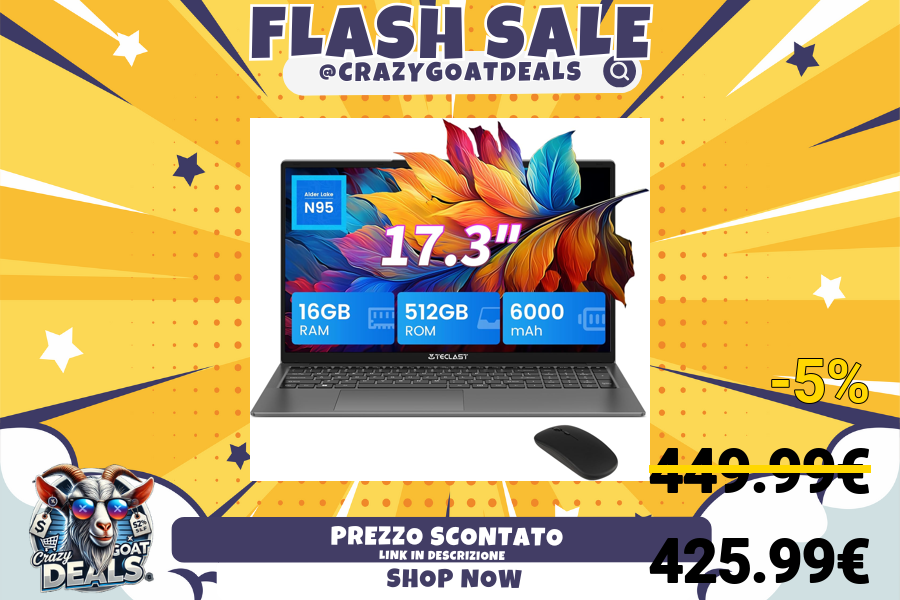 FLASH SALE
@CRAZYGOATDEALS
Alder Lake
N95
17.3"
16GB
RAM
512GB
ROM
6000
mAh
TECLAST
-5%
449.99€
$
52%
Crazy
GOAT
DEALS
PREZZO SCONTATO
LINK IN DESCRIZIONE
SHOP NOW
425.99€